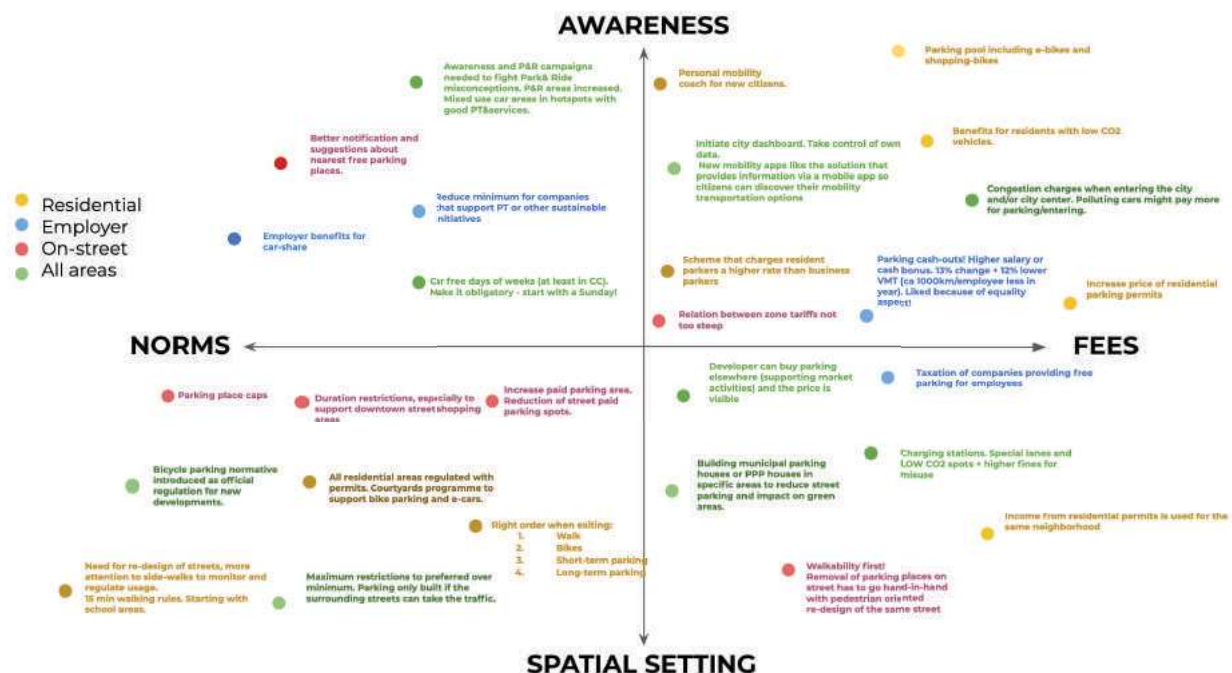 AWARENESS
Awareness and P&R campaigns
needed to fight Park& Ride
misconceptions. P&R areas increased.
Mixed use car areas in hotspots with
good PT&services.
Personal mobility
coach for new citizens.
Parking pool including e-bikes and
shopping-bikes
Better notification and
suggestions about
nearest free parking
places.
Initiate city dashboard. Take control of own
data.
New mobility apps like the solution that
provides information via a mobile app so
citizens can discover their mobility
transportation options
Benefits for residents with low CO2
vehicles.
Congestion charges when entering the city
and/or city center. Polluting cars might pay more
for parking/entering.
Residential
Employer
On-street
All areas
Reduce minimum for companies
that support PT or other sustainable
initiatives
Employer benefits for
car-share
Car free days of weeks (at least in CC).
Make it obligatory - start with a Sunday!
Scheme that charges resident
parkers a higher rate than business
parkers
Parking cash-outs! Higher salary or
cash bonus. 13% change + 12% lower
VMT (ca 1000km/employee less in
year). Liked because of equality
aspect!
Increase price of residential
parking permits
Relation between zone tariffs not
too steep
NORMS
FEES
Parking place caps
Duration restrictions, especially to
support downtown street shopping
areas
Increase paid parking area.
Reduction of street paid
parking spots.
Developer can buy parking
elsewhere (supporting market
activities) and the price is
visible
Taxation of companies providing free
parking for employees
Bicycle parking normative
introduced as official
regulation for new
developments.
All residential areas regulated with
permits. Courtyards programme to
support bike parking and e-cars.
Building municipal parking
houses or PPP houses in
specific areas to reduce street
parking and impact on green
areas.
Charging stations. Special lanes and
LOW CO2 spots + higher fines for
misuse
Right order when exiting:
1. Walk
2. Bikes
3. Short-term parking
4. Long-term parking
Income from residential permits is used for the
same neighborhood
Need for re-design of streets, more
attention to side-walks to monitor and
regulate usage.
15 min walking rules. Starting with
school areas.
Maximum restrictions to preferred over
minimum. Parking only built if the
surrounding streets can take the traffic.
Walkability first!
Removal of parking places on
street has to go hand-in-hand
with pedestrian oriented
re-design of the same street
SPATIAL SETTING